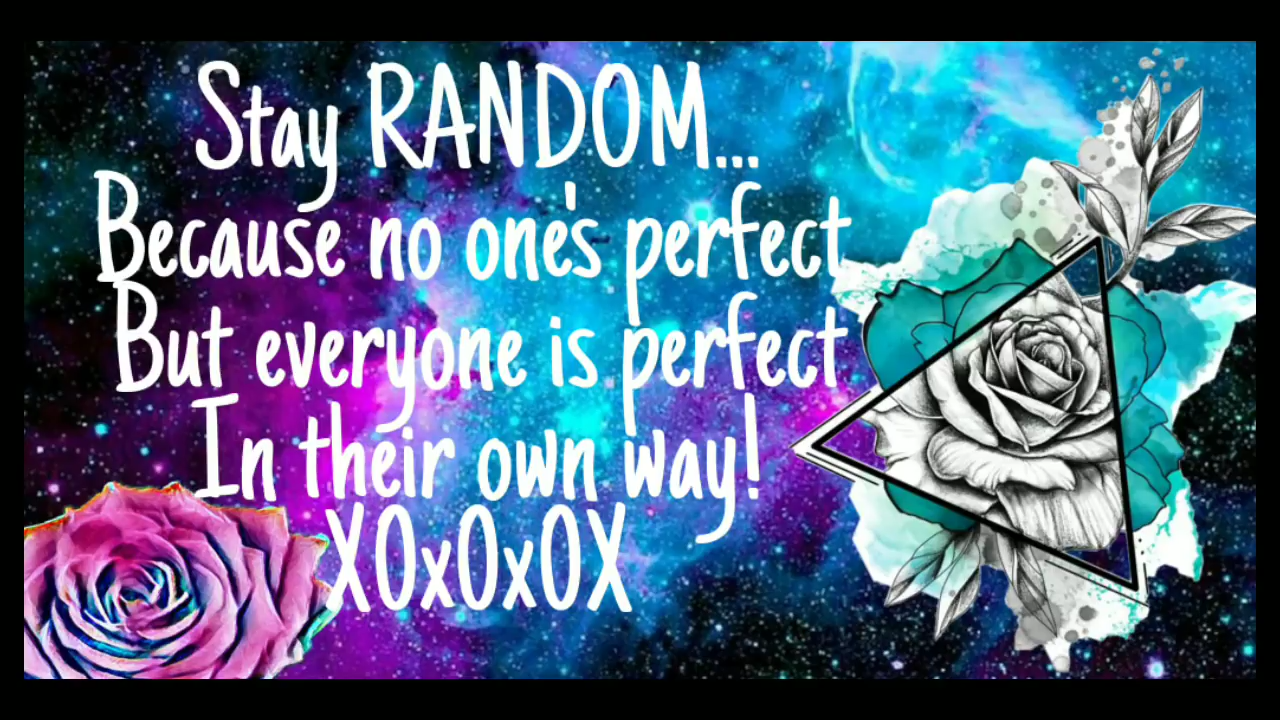 Stay RANDOM...
Because no one's perfect
But everyone is perfect
In their own way!
XOxOxOX